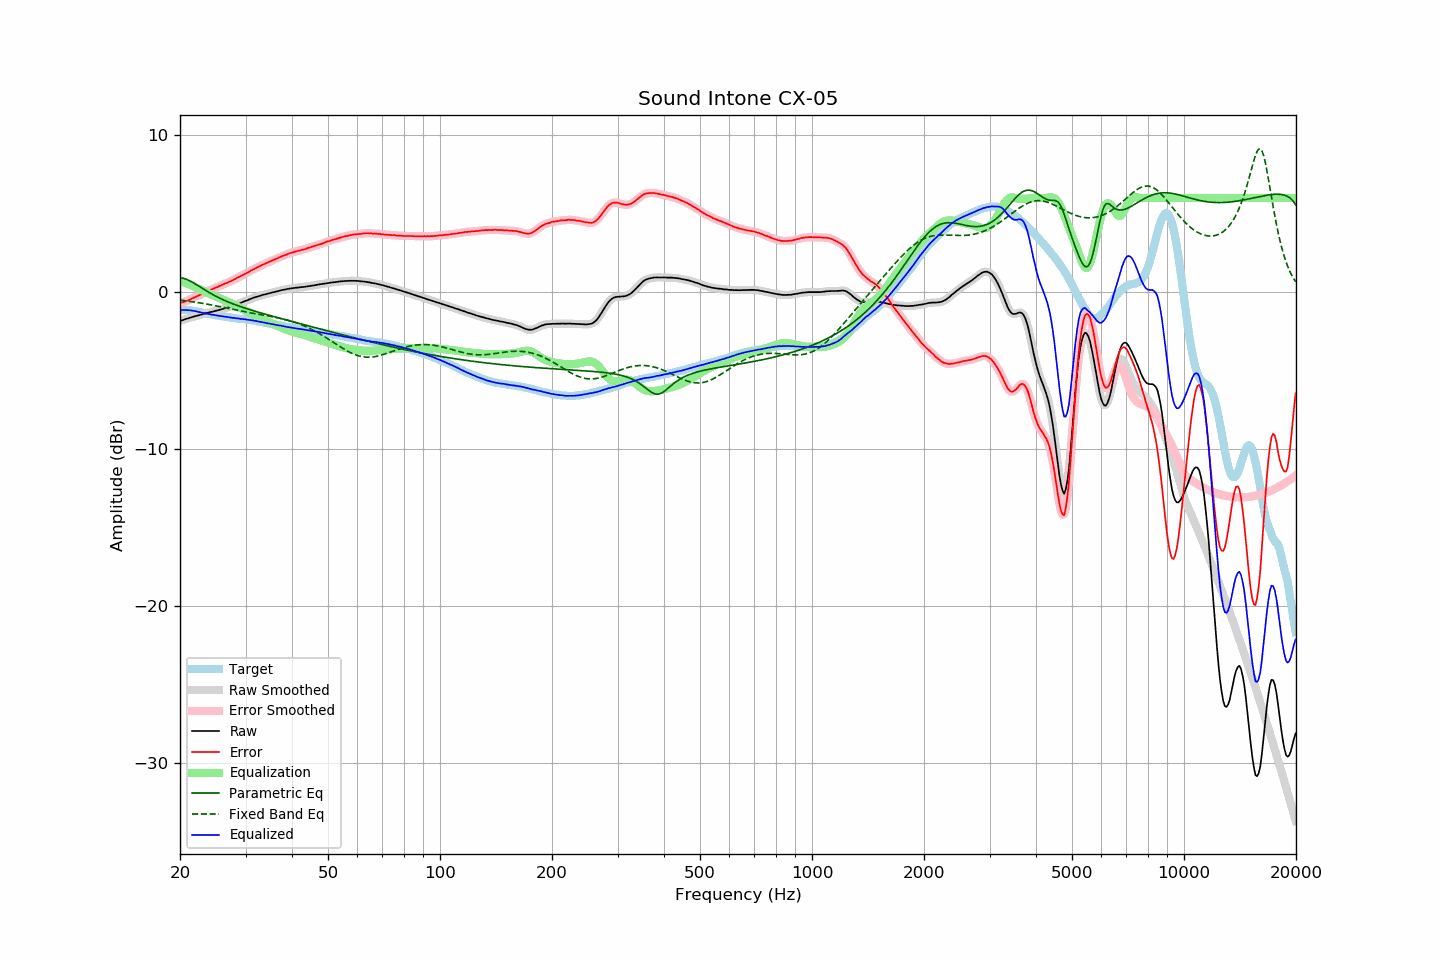 Sound Intone CX-05
10
0
−10
−20
−30
Amplitude (dBr)
Target
Raw Smoothed
Error Smoothed
Raw
Error
Equalization
Parametric Eq
Fixed Band Eq
Equalized
20 50 100 200 500 1000 2000 5000 10000 20000
Frequency (Hz)